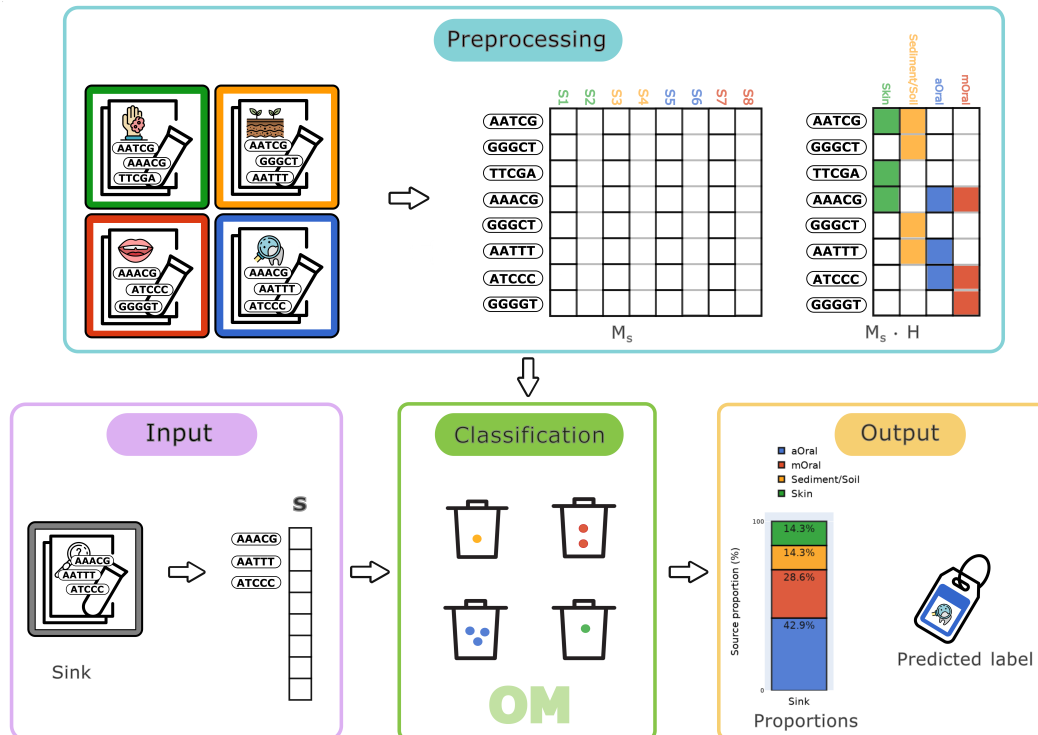 Preprocessing
AATCG
AAACG
TTCGA
AATCG
GGGCT
AATTT
AAACG
ATCCC
GGGGT
AAACG
AATTT
ATCCC
S1 S2 S3 S4 S5 S6 S7 S8
AATCG
GGGCT
TTCGA
AAACG
GGGCT
AATTT
ATCCC
GGGGT
Ms
Skin Sediment/Soil aOral mOral
AATCG
GGGCT
TTCGA
AAACG
GGGCT
AATTT
ATCCC
GGGGT
Ms · H
Input
AAACG
AATTT
ATCCC
Sink
S
AAACG
AATTT
ATCCC
Classification
OM
Output
aOral
mOral
Sediment/Soil
Skin
Source proportion (%)
100
0
14.3%
14.3%
28.6%
42.9%
Sink
Proportions
Predicted label